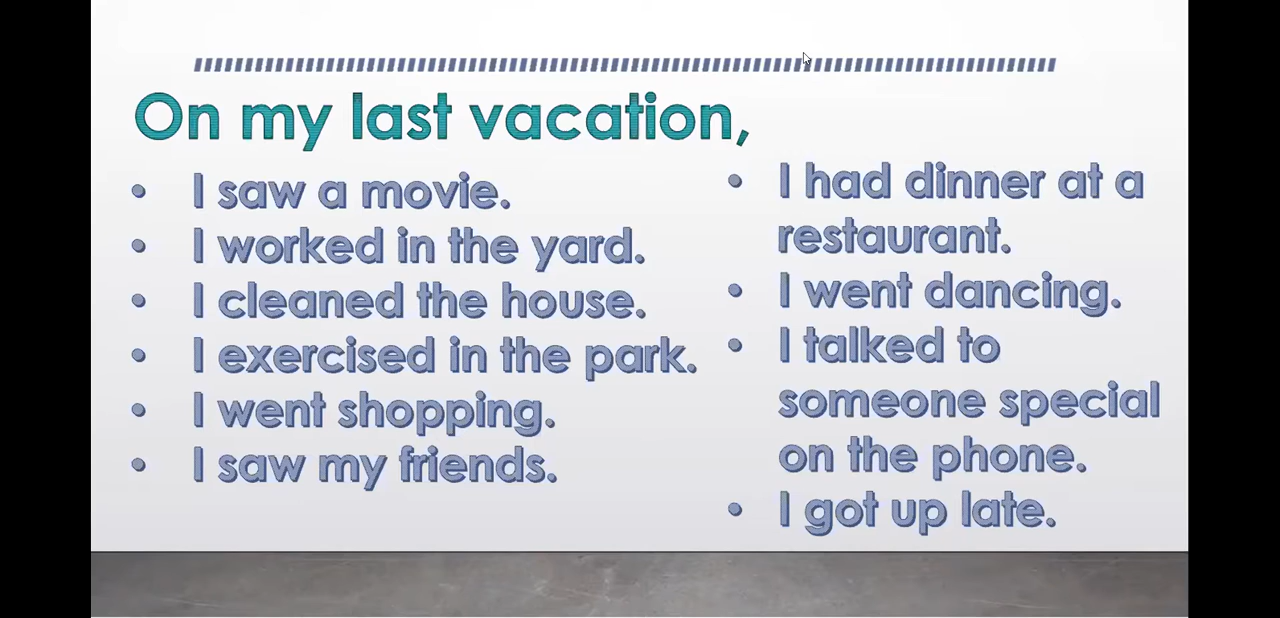 On my last vacation,
• I saw a movie.
• I worked in the yard.
• I cleaned the house.
• I exercised in the park.
• I went shopping.
• I saw my friends.
• I had dinner at a
restaurant.
• I went dancing.
• I talked to
someone special
on the phone.
• I got up late.